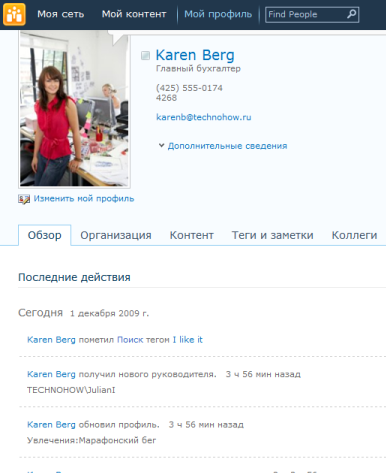 Моя сеть Мой контент Мой профиль Find People
Karen Berg
Главный бухгалтер
(425) 555-0174
4268
karenb@technohow.ru
Дополнительные сведения
Изменить мой профиль
Обзор Организация Контент Теги и заметки Коллеги
Последние действия
Сегодня 1 декабря 2009 г.
Karen Berg пометил Поиск тегом I like it
Karen Berg получил нового руководителя. 3 ч 56 мин назад
TECHNOHOW\JulianI
Karen Berg обновил профиль. 3 ч 56 мин назад
Увлечения:Марафонский бег